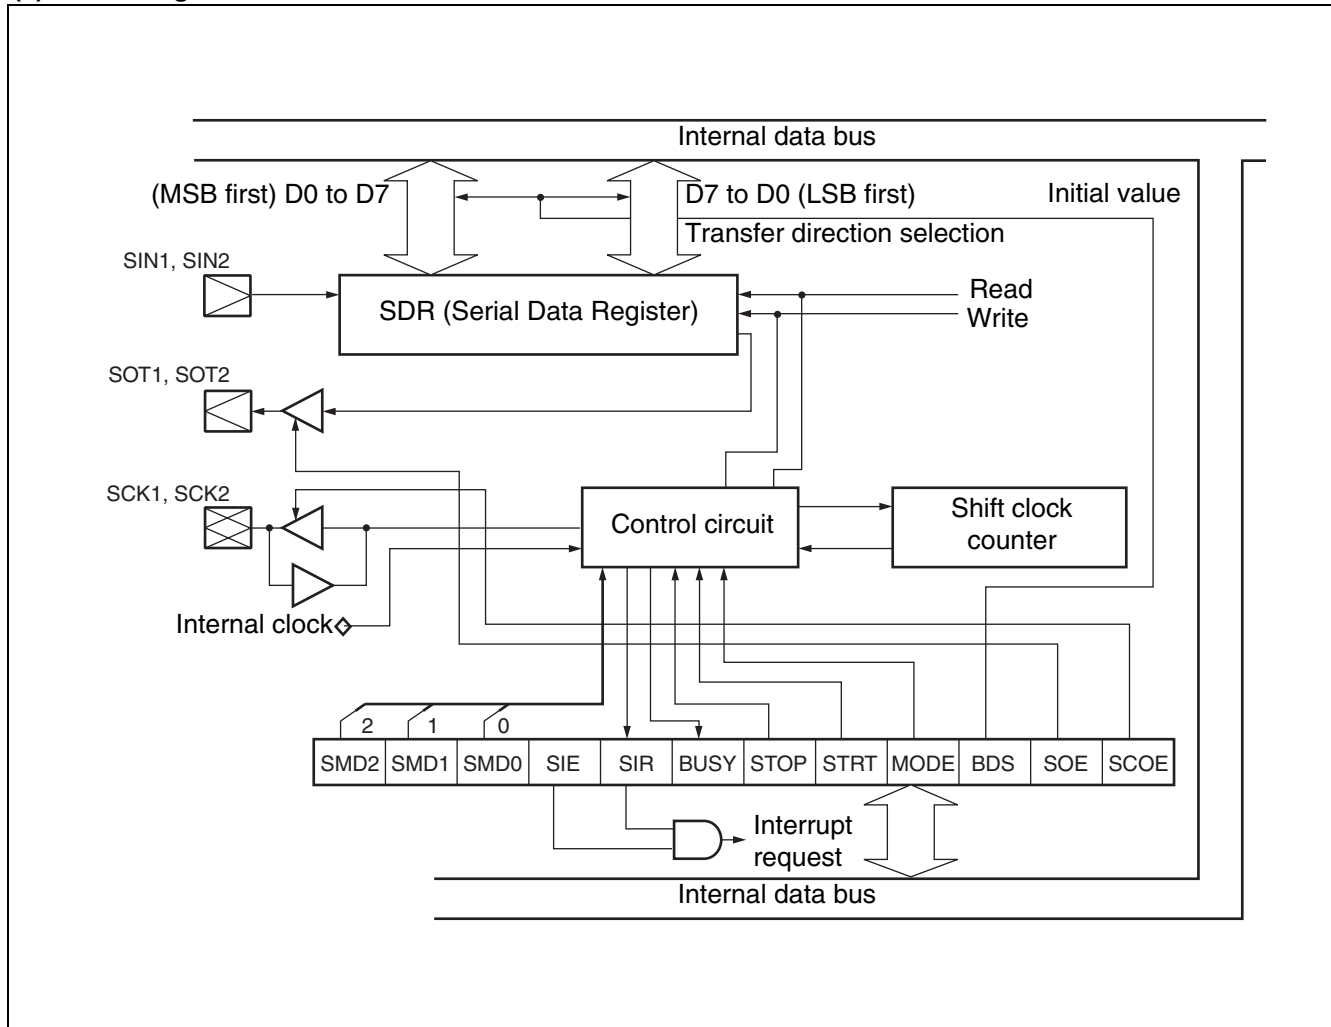 Internal data bus
(MSB first) D0 to D7
D7 to D0 (LSB first)
Initial value
Transfer direction selection
SIN1, SIN2
SDR (Serial Data Register)
Read
Write
SOT1, SOT2
SCK1, SCK2
Control circuit
Shift clock
counter
Internal clock
2 1 0
SMD2 SMD1 SMD0 SIE SIR BUSY STOP STRT MODE BDS SOE SCOE
Interrupt
request
Internal data bus